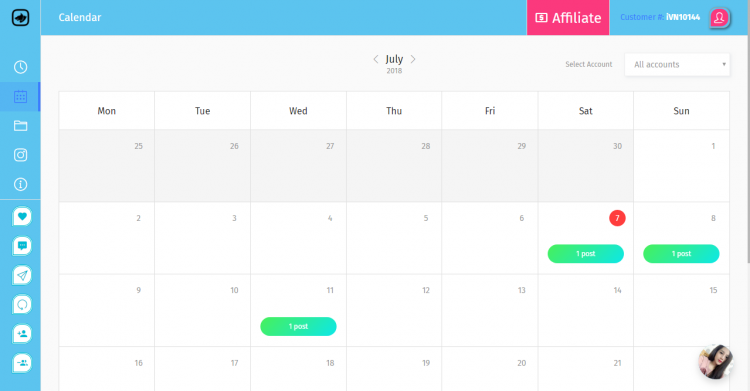 Calendar
Affiliate
Customer #: iVN10144
July
2018
Select Account
All accounts
Mon Tue Wed Thu Fri Sat Sun
25 26 27 28 29 30 1
2 3 4 5 6 7 8
1 post 1 post
9 10 11 12 13 14 15
1 post
16 17 18 19 20 21